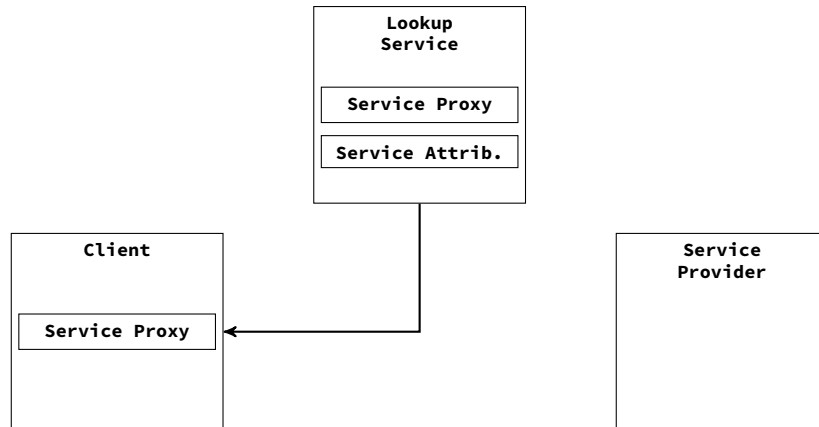 Lookup
Service
Service Proxy
Service Attrib.
Client
Service Proxy
Service
Provider